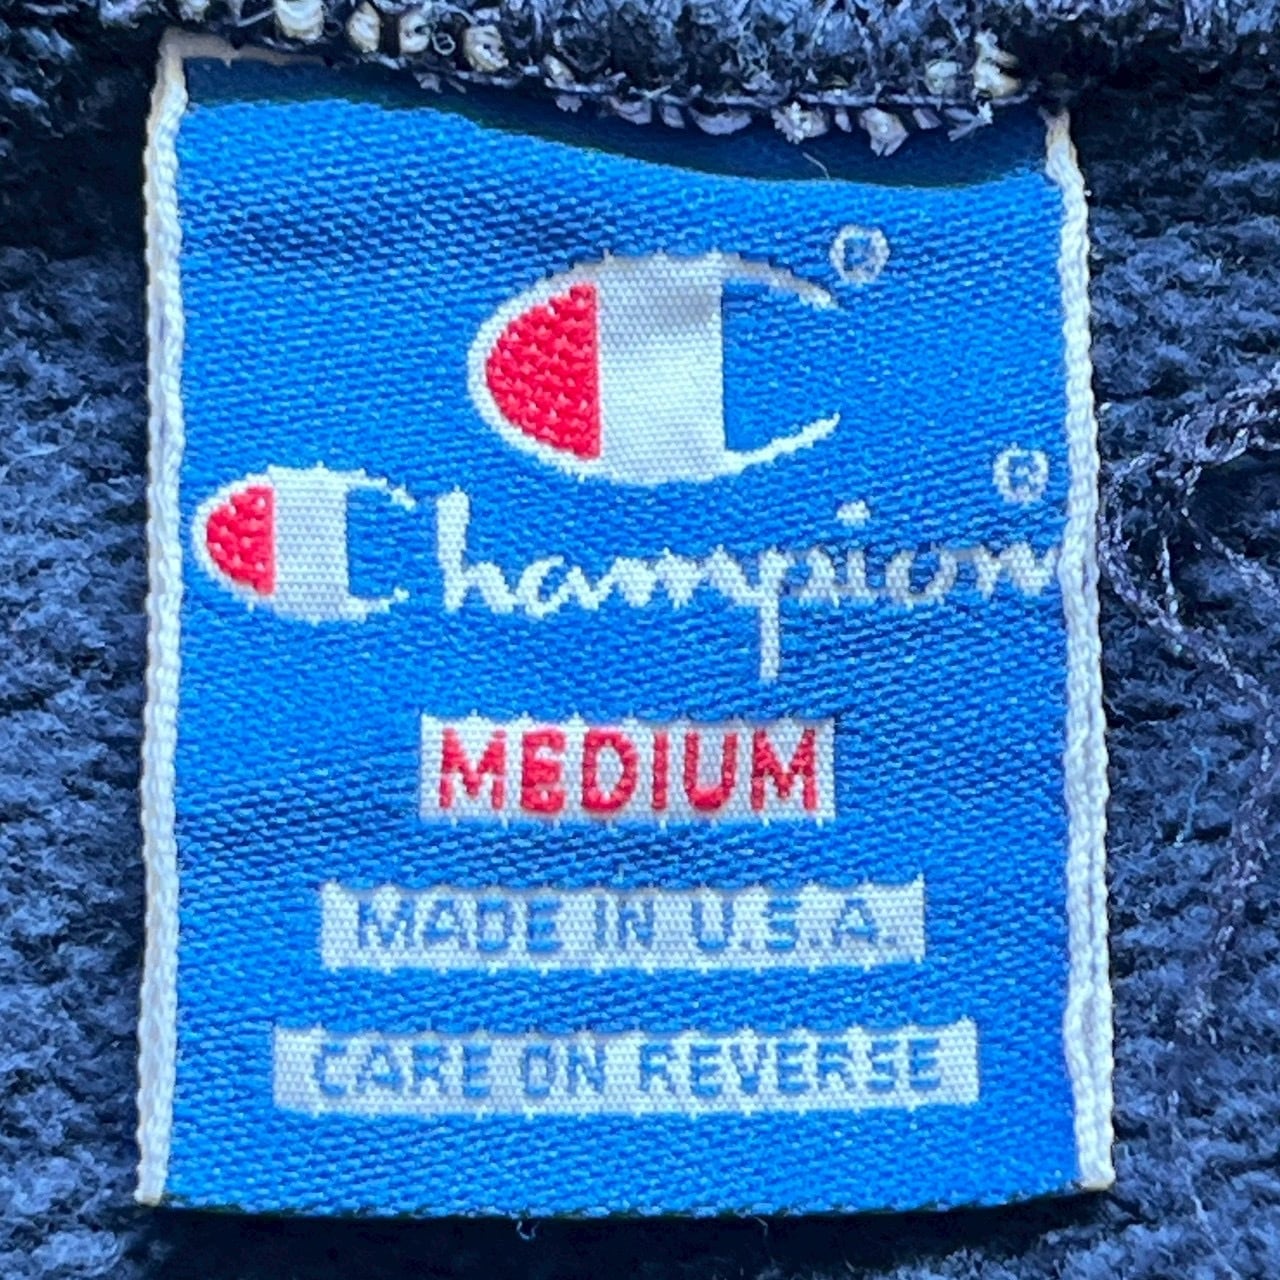 C®
Champion®
MEDIUM
MADE IN U.S.A.
CARE ON REVERSE